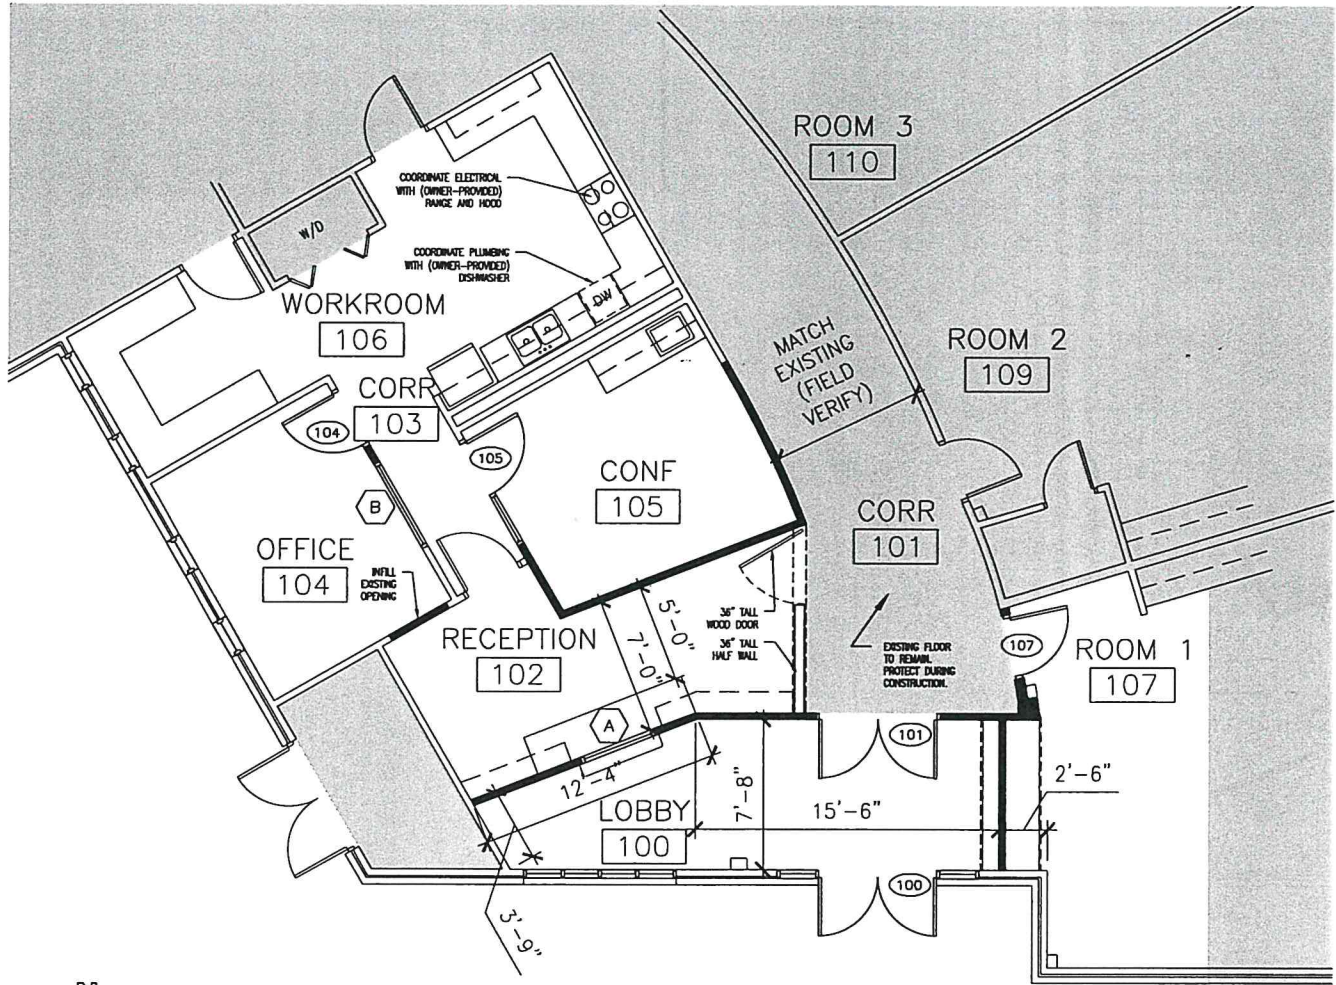 ROOM 3
110
COORDINATE ELECTRICAL
WITH (OWNER-PROVIDED)
RANGE AND HOOD
W/D
COORDINATE PLUMBING
WITH (OWNER-PROVIDED)
DISHWASHER
DW
WORKROOM
106
MATCH
EXISTING
(FIELD
VERIFY)
ROOM 2
109
CORR
103
104
105
CONF
105
B
CORR
101
OFFICE
104
INFILL
EXISTING
OPENING
RECEPTION
102
5'-0"
7'-0"
36" TALL
WOOD DOOR
36" TALL
HALF WALL
EXISTING FLOOR
TO REMAIN.
PROTECT DURING
CONSTRUCTION.
107
ROOM 1
107
A
101
12'-4"
7'-8"
15'-6"
2'-6"
LOBBY
100
100
3'-9"